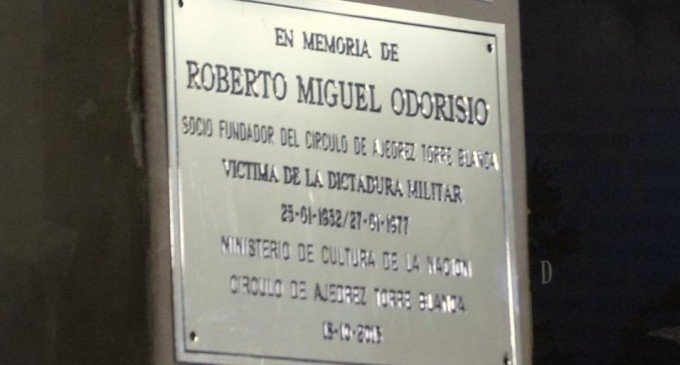 EN MEMORIA DE
ROBERTO MIGUEL ODORISIO
SOCIO FUNDADOR DEL CIRCULO DE AJEDREZ TORRE BLANCA
VICTIMA DE LA DICTADURA MILITAR
25-01-1932/27-01-1977
MINISTERIO DE CULTURA DE LA NACION
CIRCULO DE AJEDREZ TORRE BLANCA
D